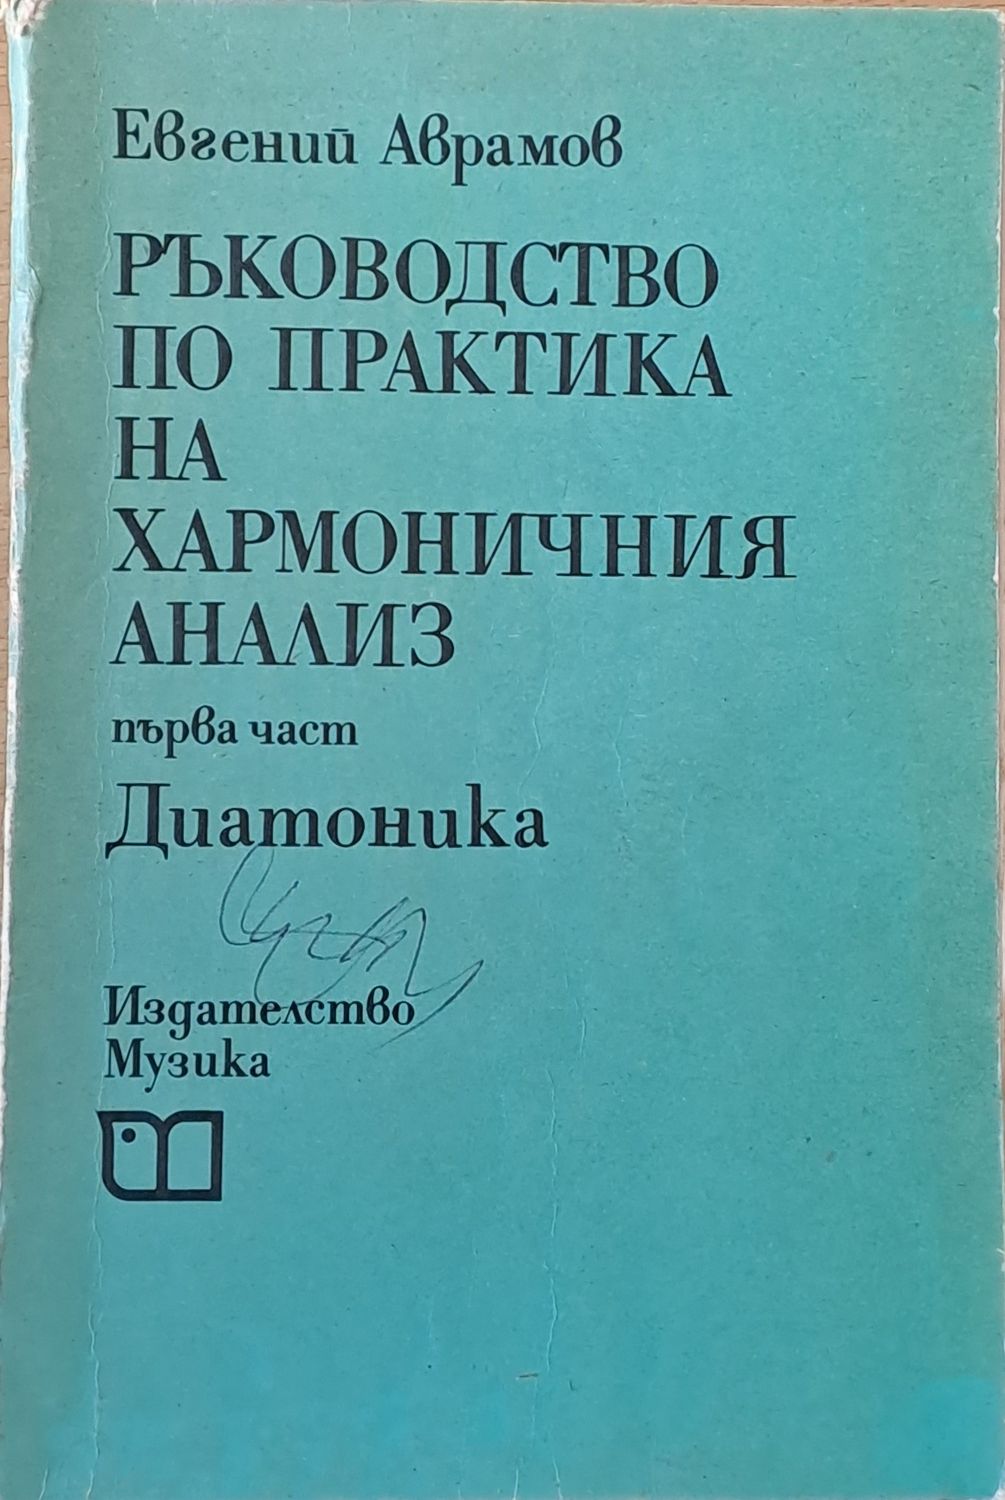 Евгений Аврамов
РЪКОВОДСТВО
ПО ПРАКТИКА
НА
ХАРМОНИЧНИЯ
АНАЛИЗ
първа част
Диатоника
Издателство
Музика